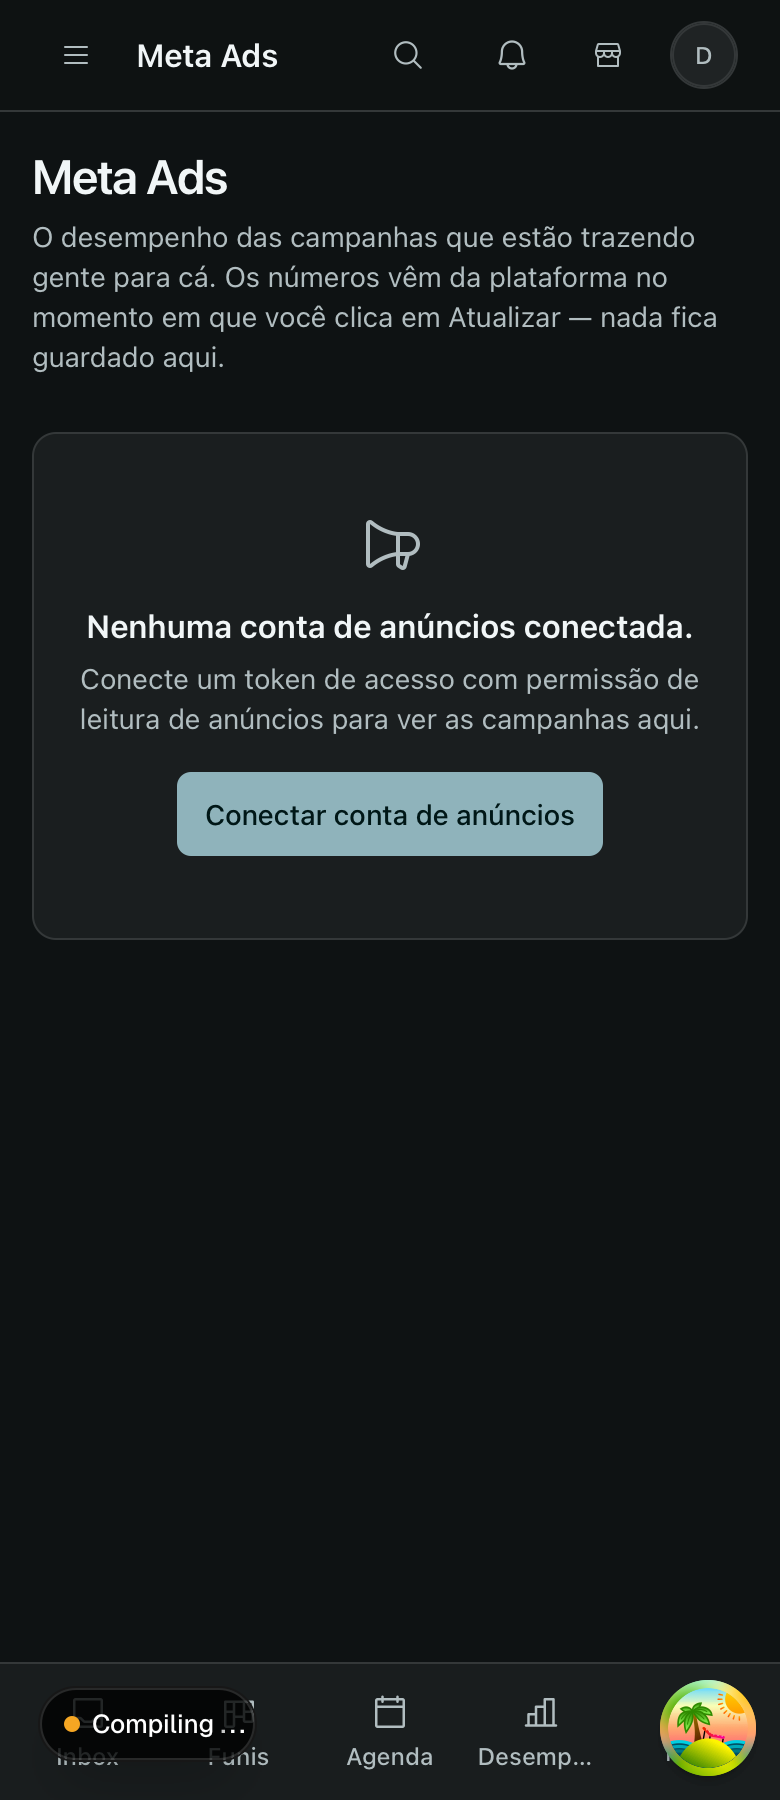 Meta Ads
D
Meta Ads
O desempenho das campanhas que estão trazendo
gente para cá. Os números vêm da plataforma no
momento em que você clica em Atualizar — nada fica
guardado aqui.
Nenhuma conta de anúncios conectada.
Conecte um token de acesso com permissão de
leitura de anúncios para ver as campanhas aqui.
Conectar conta de anúncios
Compiling ...
Inbox
Funis
Agenda
Desemp...